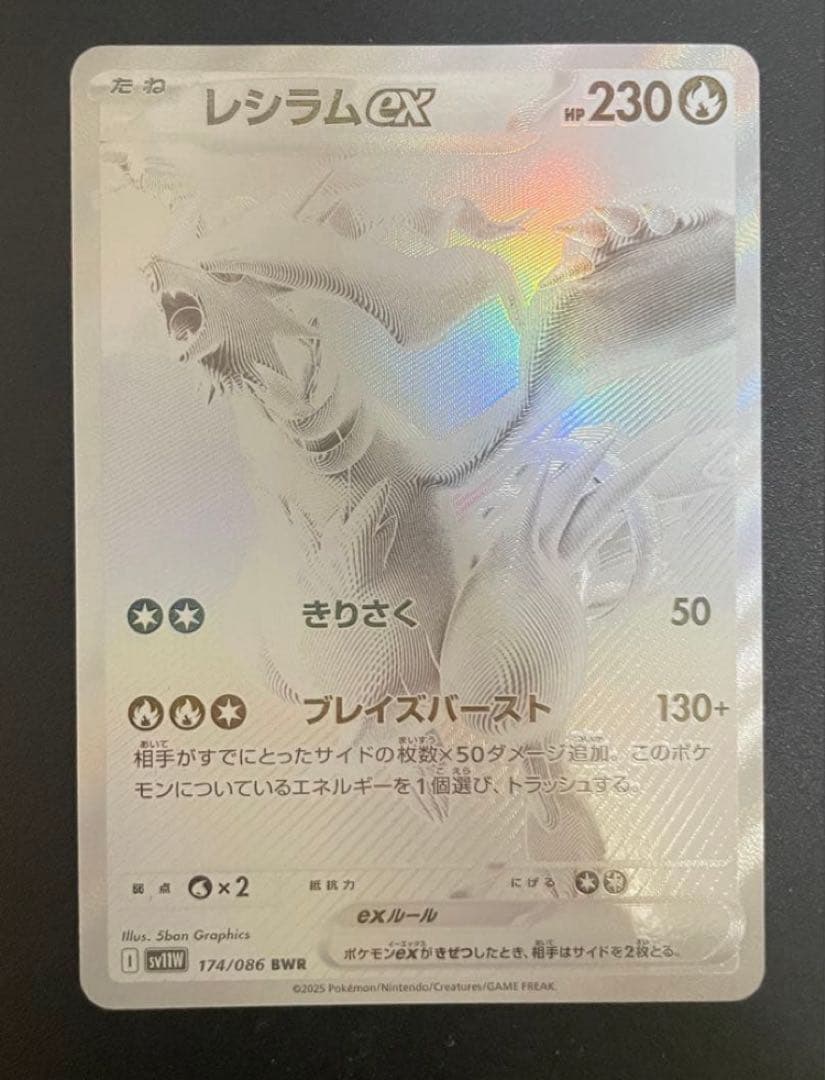 たね レシラムex HP230
きりさく 50
ブレイズバースト 130+
相手がすでにとったサイドの枚数×50ダメージ追加。このポケ
モンについているエネルギーを1個選び、トラッシュする。
弱点 ×2 抵抗力 にげる
exルール
ポケモンexがきぜつしたとき、相手はサイドを2枚とる。
Illus. 5ban Graphics
I sv11W 174/086 BWR
©2025 Pokémon/Nintendo/Creatures/GAME FREAK.